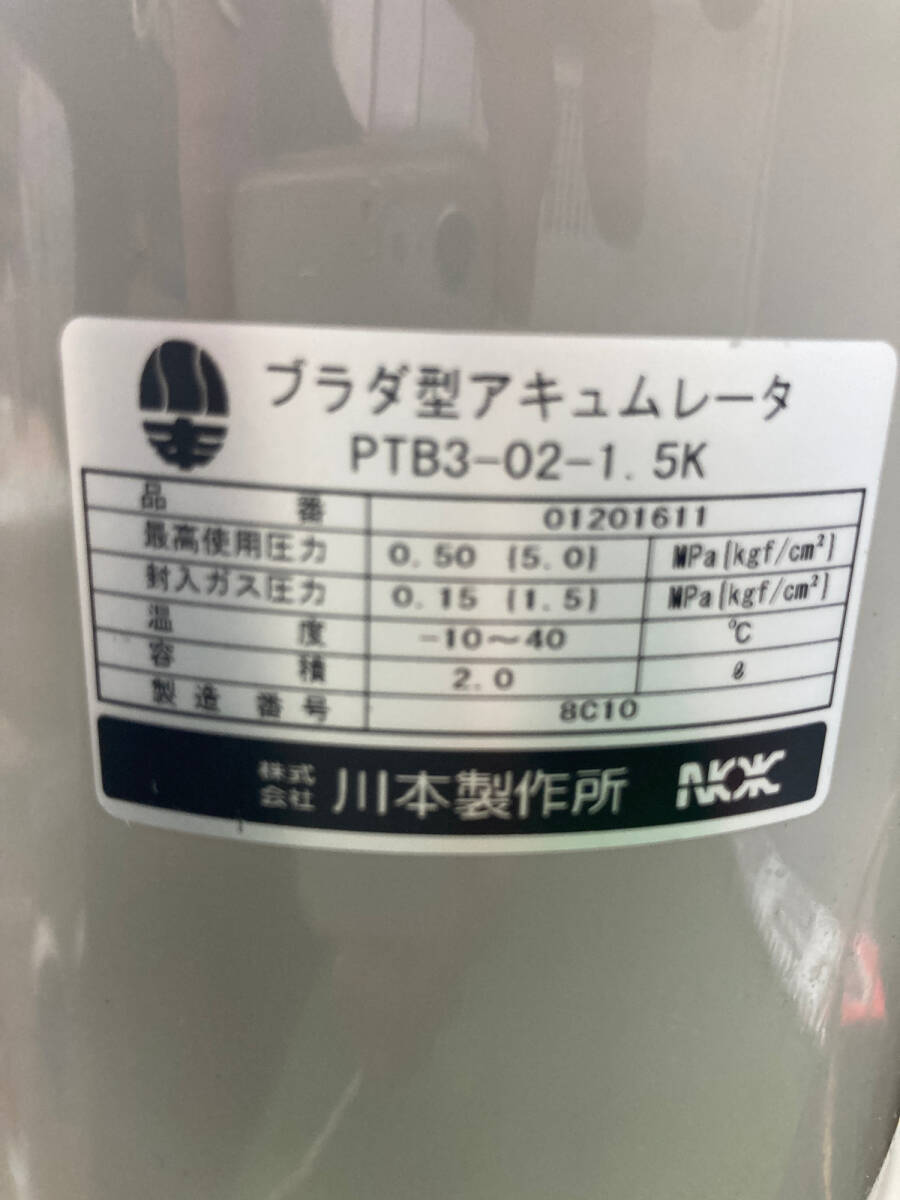 ブラダ型アキュムレータ
PTB3-02-1.5K
品番 01201611
最高使用圧力 0.50 (5.0) MPa(kgf/cm²)
封入ガス圧力 0.15 (1.5) MPa(kgf/cm²)
温度 -10〜40 ℃
容積 2.0 ℓ
製造番号 8C10
株式会社 川本製作所 NOK